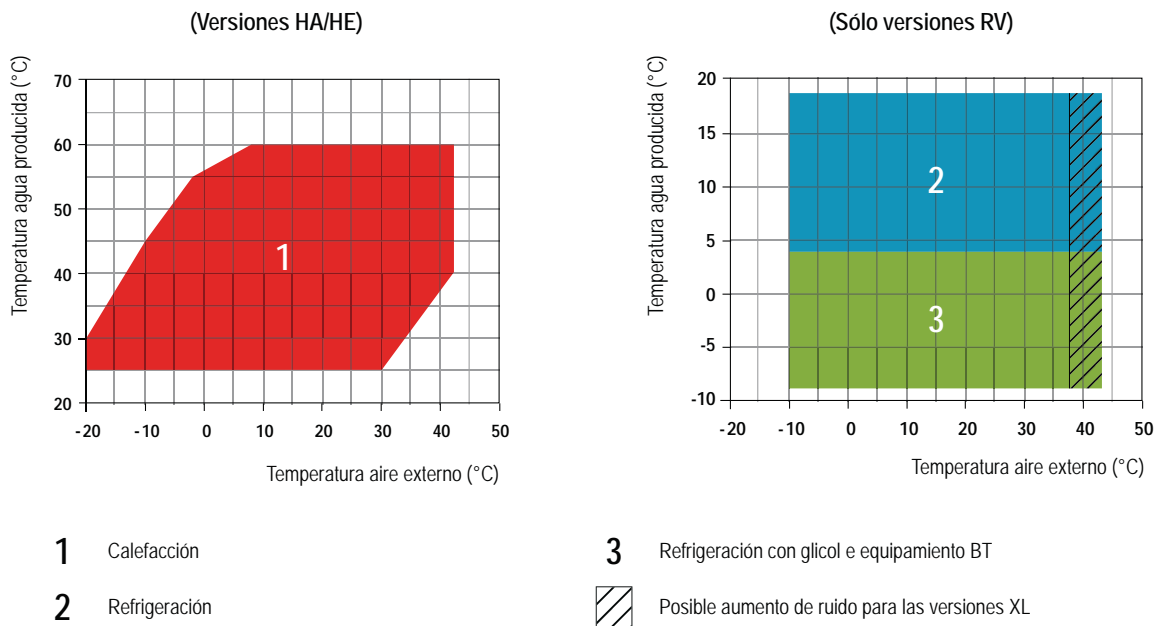 (Versiones HA/HE)
Temperatura agua producida (°C)
70
60
50
40
30
20
1
-20 -10 0 10 20 30 40 50
Temperatura aire externo (°C)
(Sólo versiones RV)
Temperatura agua producida (°C)
20
15
10
5
0
-5
-10
2
3
-20 -10 0 10 20 30 40 50
Temperatura aire externo (°C)
1 Calefacción
2 Refrigeración
3 Refrigeración con glicol e equipamiento BT
Posible aumento de ruido para las versiones XL